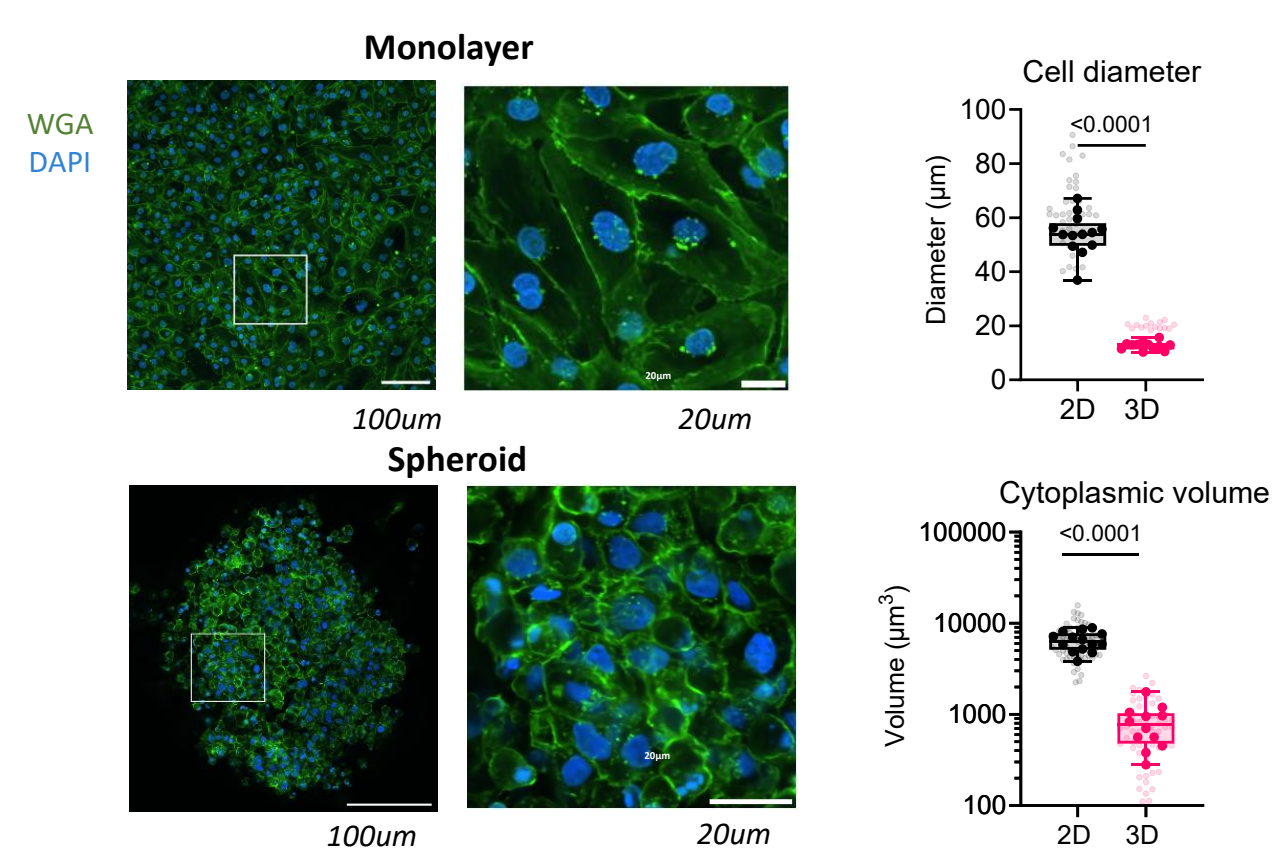 Monolayer
WGA
DAPI
20µm
100um
20um
Spheroid
20µm
100um
20um
Cell diameter
<0.0001
Diameter (µm)
100
80
60
40
20
0
2D
3D
Cytoplasmic volume
<0.0001
Volume (µm³)
100000
10000
1000
100
2D
3D